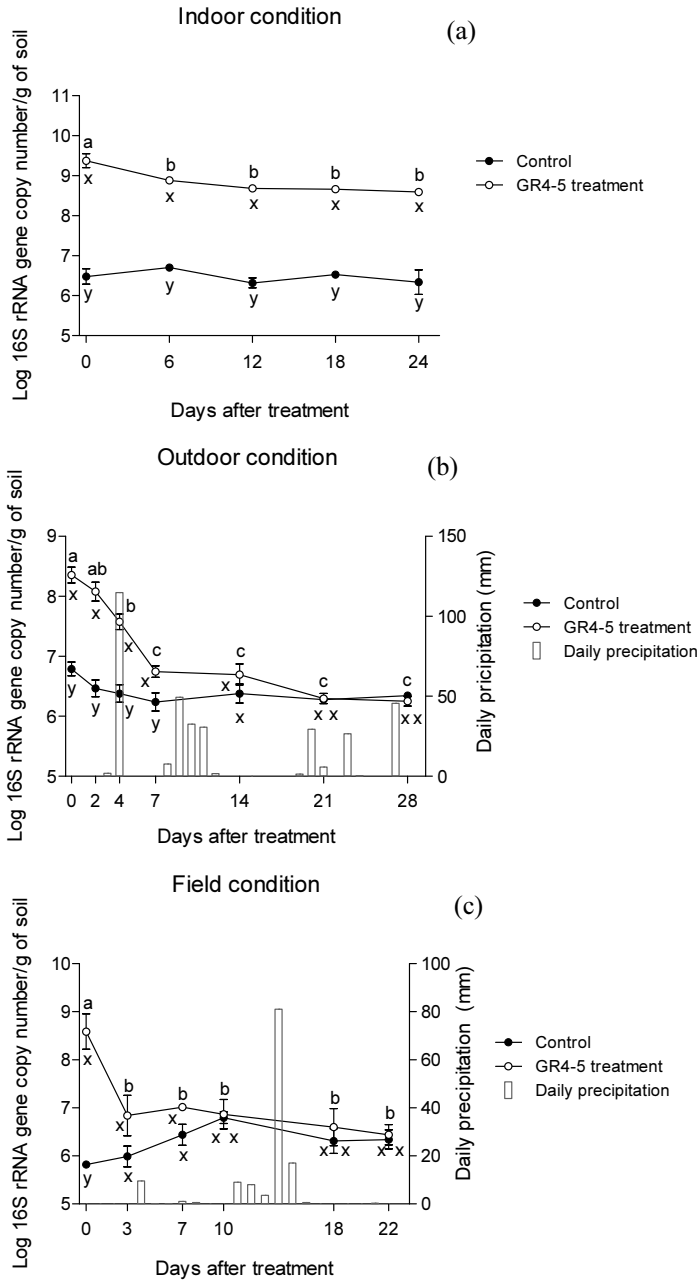 Indoor condition
(a)
Log 16S rRNA gene copy number/g of soil
11
10
9
8
7
6
5
a
b
b
b
b
x
x
x
x
x
y
y
y
y
y
0
6
12
18
24
Days after treatment
Control
GR4-5 treatment
Outdoor condition
(b)
Log 16S rRNA gene copy number/g of soil
9
8
7
6
5
a
ab
b
c
c
c
c
x
x
x
x
x
y
y
y
y
x
x x
x x
150
100
50
0
Daily pricipitation (mm)
0
2
4
7
14
21
28
Days after treatment
Control
GR4-5 treatment
Daily precipitation
Field condition
(c)
Log 16S rRNA gene copy number/g of soil
10
9
8
7
6
5
a
b
b
b
b
b
x
x
x
y
x
x
x x
x x
x x
100
80
60
40
20
0
Daily precipitation (mm)
0
3
7
10
18
22
Days after treatment
Control
GR4-5 treatment
Daily precipitation